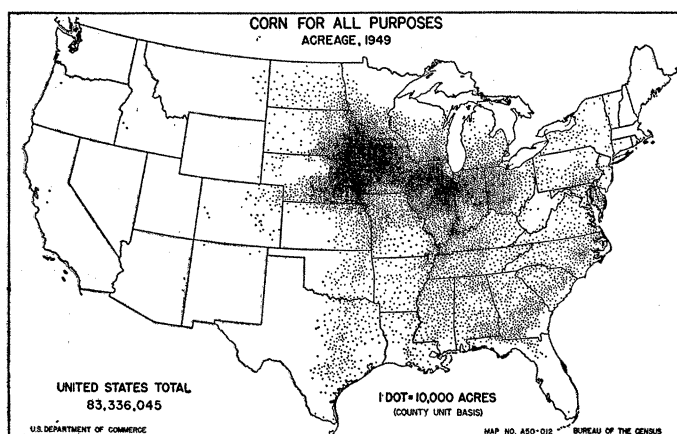 CORN FOR ALL PURPOSES
ACREAGE, 1949
UNITED STATES TOTAL
83,336,045
1 DOT=10,000 ACRES
(COUNTY UNIT BASIS)
U.S. DEPARTMENT OF COMMERCE
MAP NO. A50-012
BUREAU OF THE CENSUS